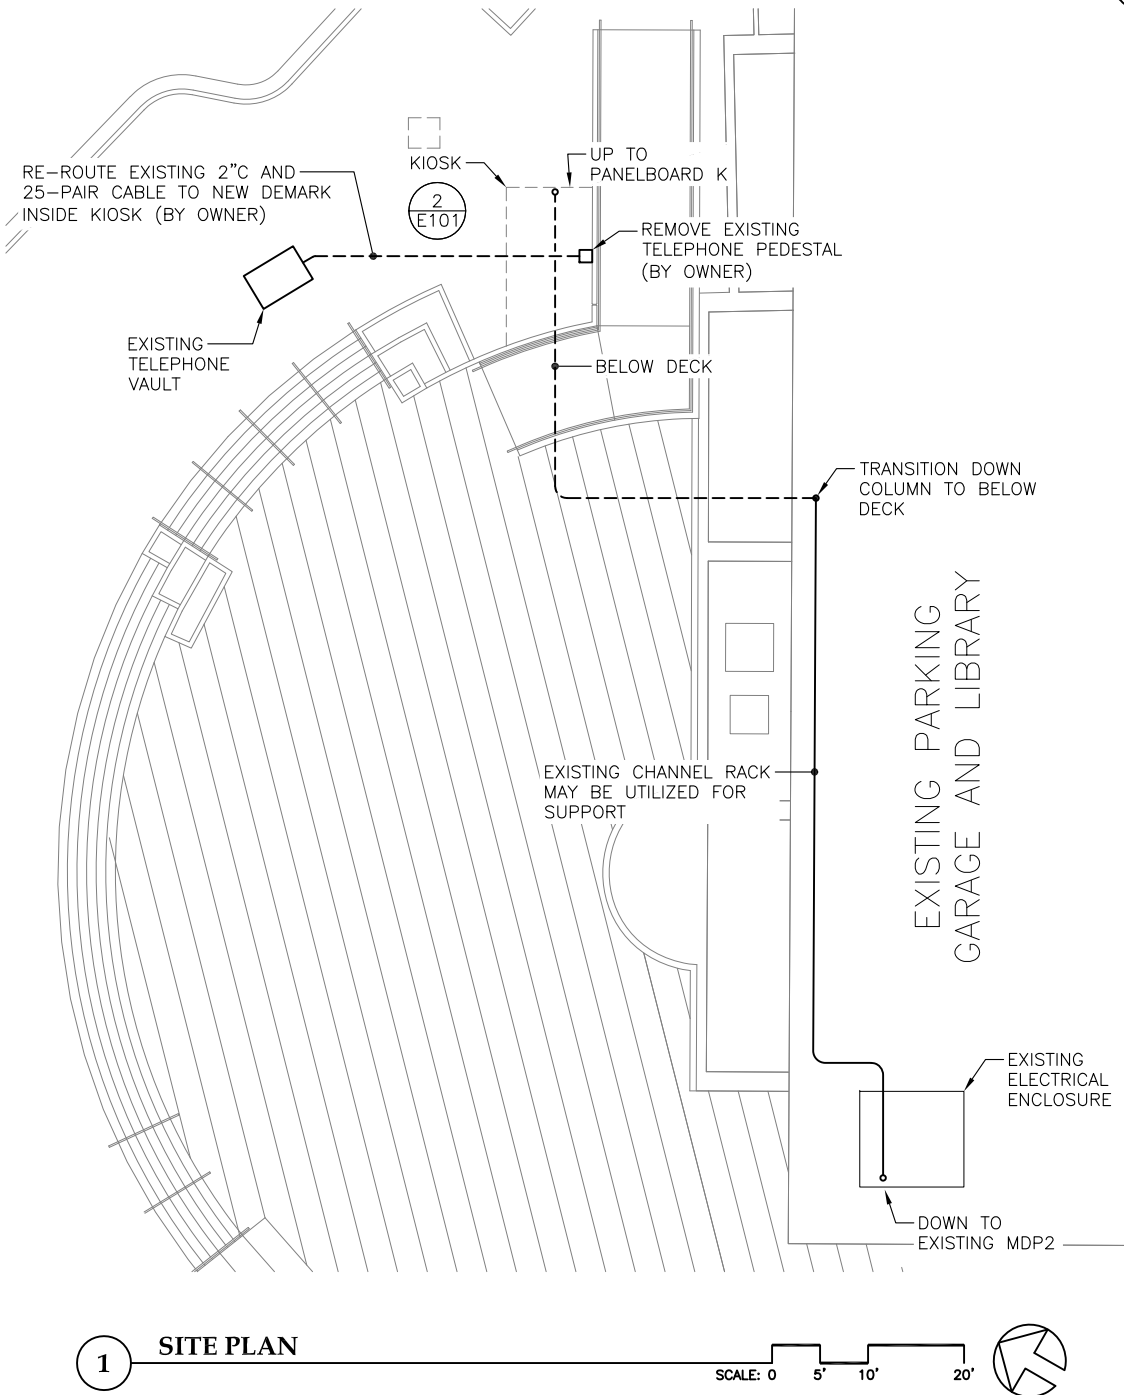 KIOSK
UP TO
PANELBOARD K
RE-ROUTE EXISTING 2"C AND
25-PAIR CABLE TO NEW DEMARK
INSIDE KIOSK (BY OWNER)
2
E101
REMOVE EXISTING
TELEPHONE PEDESTAL
(BY OWNER)
EXISTING
TELEPHONE
VAULT
BELOW DECK
TRANSITION DOWN
COLUMN TO BELOW
DECK
EXISTING PARKING
GARAGE AND LIBRARY
EXISTING CHANNEL RACK
MAY BE UTILIZED FOR
SUPPORT
EXISTING
ELECTRICAL
ENCLOSURE
DOWN TO
EXISTING MDP2
1
SITE PLAN
SCALE: 0 5' 10' 20'